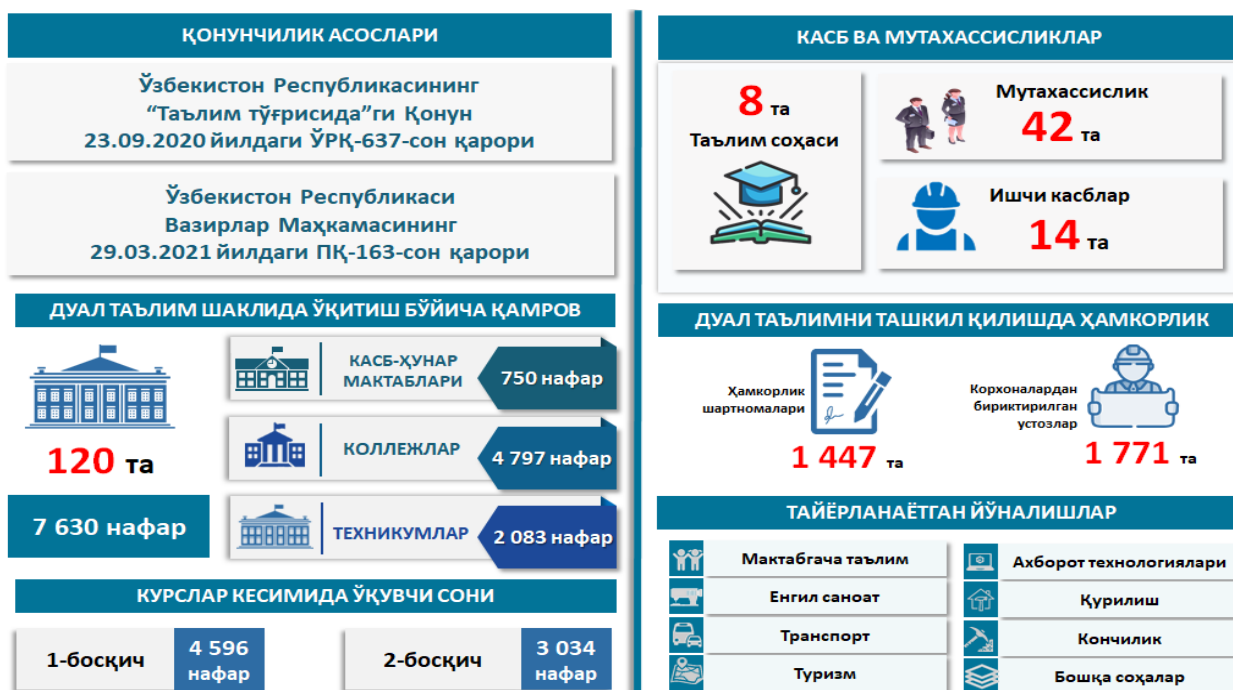 ҚОНУНЧИЛИК АСОСЛАРИ
Ўзбекистон Республикасининг
“Таълим тўғрисида”ги Қонун
23.09.2020 йилдаги ЎРҚ-637-сон қарори
Ўзбекистон Республикаси
Вазирлар Маҳкамасининг
29.03.2021 йилдаги ПҚ-163-сон қарори
ДУАЛ ТАЪЛИМ ШАКЛИДА ЎҚИТИШ БЎЙИЧА ҚАМРОВ
120 та
7 630 нафар
КАСБ-ҲУНАР
МАКТАБЛАРИ
750 нафар
КОЛЛЕЖЛАР
4 797 нафар
ТЕХНИКУМЛАР
2 083 нафар
КУРСЛАР КЕСИМИДА ЎҚУВЧИ СОНИ
1-босқич
4 596
нафар
2-босқич
3 034
нафар
КАСБ ВА МУТАХАССИСЛИКЛАР
8 та
Таълим соҳаси
Мутахассислик
42 та
Ишчи касблар
14 та
ДУАЛ ТАЪЛИМНИ ТАШКИЛ ҚИЛИШДА ҲАМКОРЛИК
Ҳамкорлик
шартномалари
1 447 та
Корхоналардан
бириктирилган
устозлар
1 771 та
ТАЙЁРЛАНАЁТГАН ЙЎНАЛИШЛАР
Мактабгача таълим
Енгил саноат
Транспорт
Туризм
Ахборот технологиялари
Қурилиш
Кончилик
Бошқа соҳалар